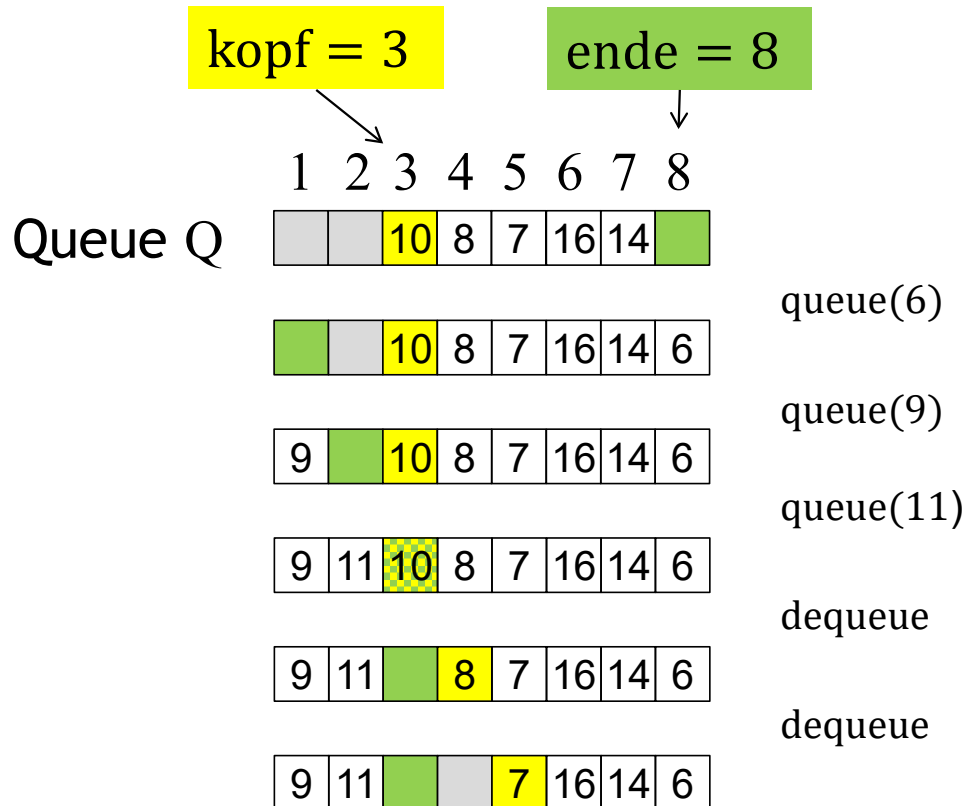 kopf = 3 ende = 8
1 2 3 4 5 6 7 8
Queue Q 10 8 7 16 14
queue(6)
10 8 7 16 14 6
queue(9)
9 10 8 7 16 14 6
queue(11)
9 11 10 8 7 16 14 6
dequeue
9 11 8 7 16 14 6
dequeue
9 11 7 16 14 6